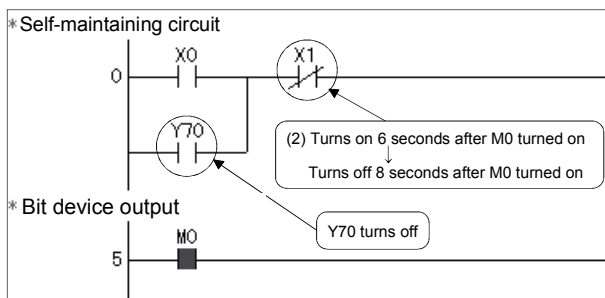 * Self-maintaining circuit
X0
X1
0
Y70
(2) Turns on 6 seconds after M0 turned on
↓
Turns off 8 seconds after M0 turned on
* Bit device output
Y70 turns off
M0
5